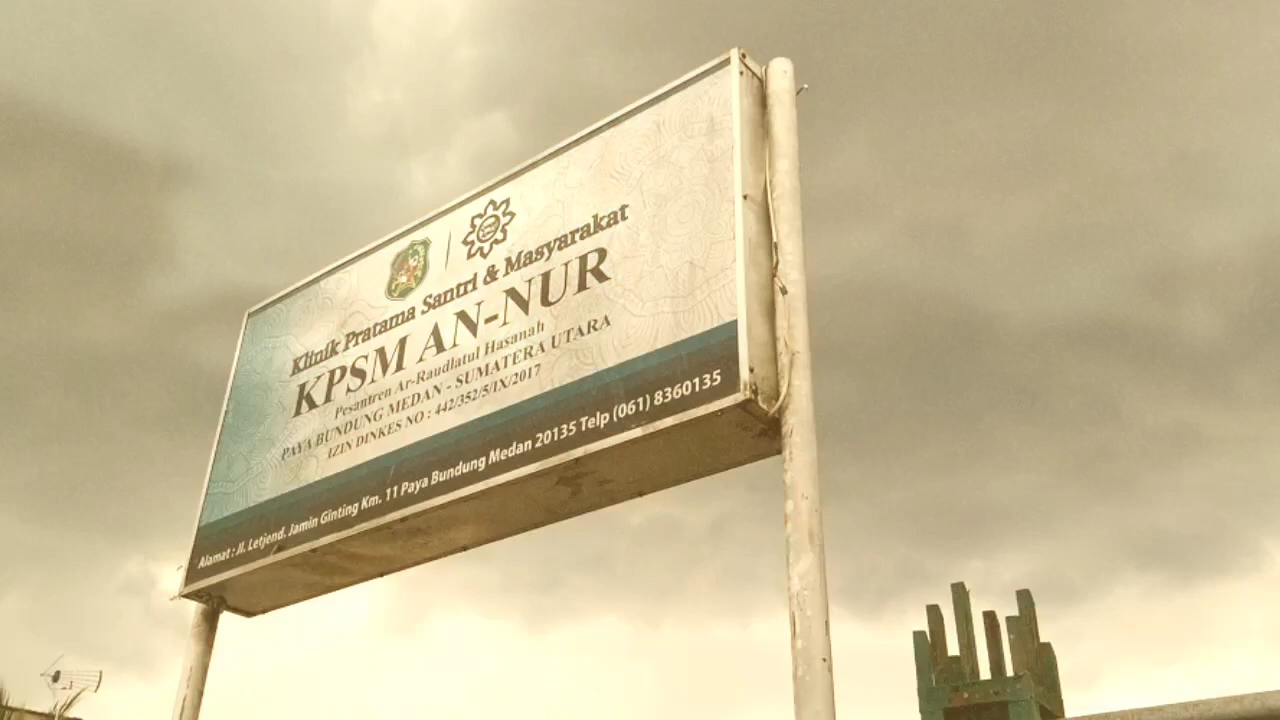 Klinik Pratama Santri & Masyarakat
KPSM AN-NUR
Pesantren Ar-Raudlatul Hasanah
PAYA BUNDUNG MEDAN - SUMATERA UTARA
IZIN DINKES NO : 442/352/5/IX/2017
Alamat : Jl. Letjend. Jamin Ginting Km. 11 Paya Bundung Medan 20135 Telp (061) 8360135